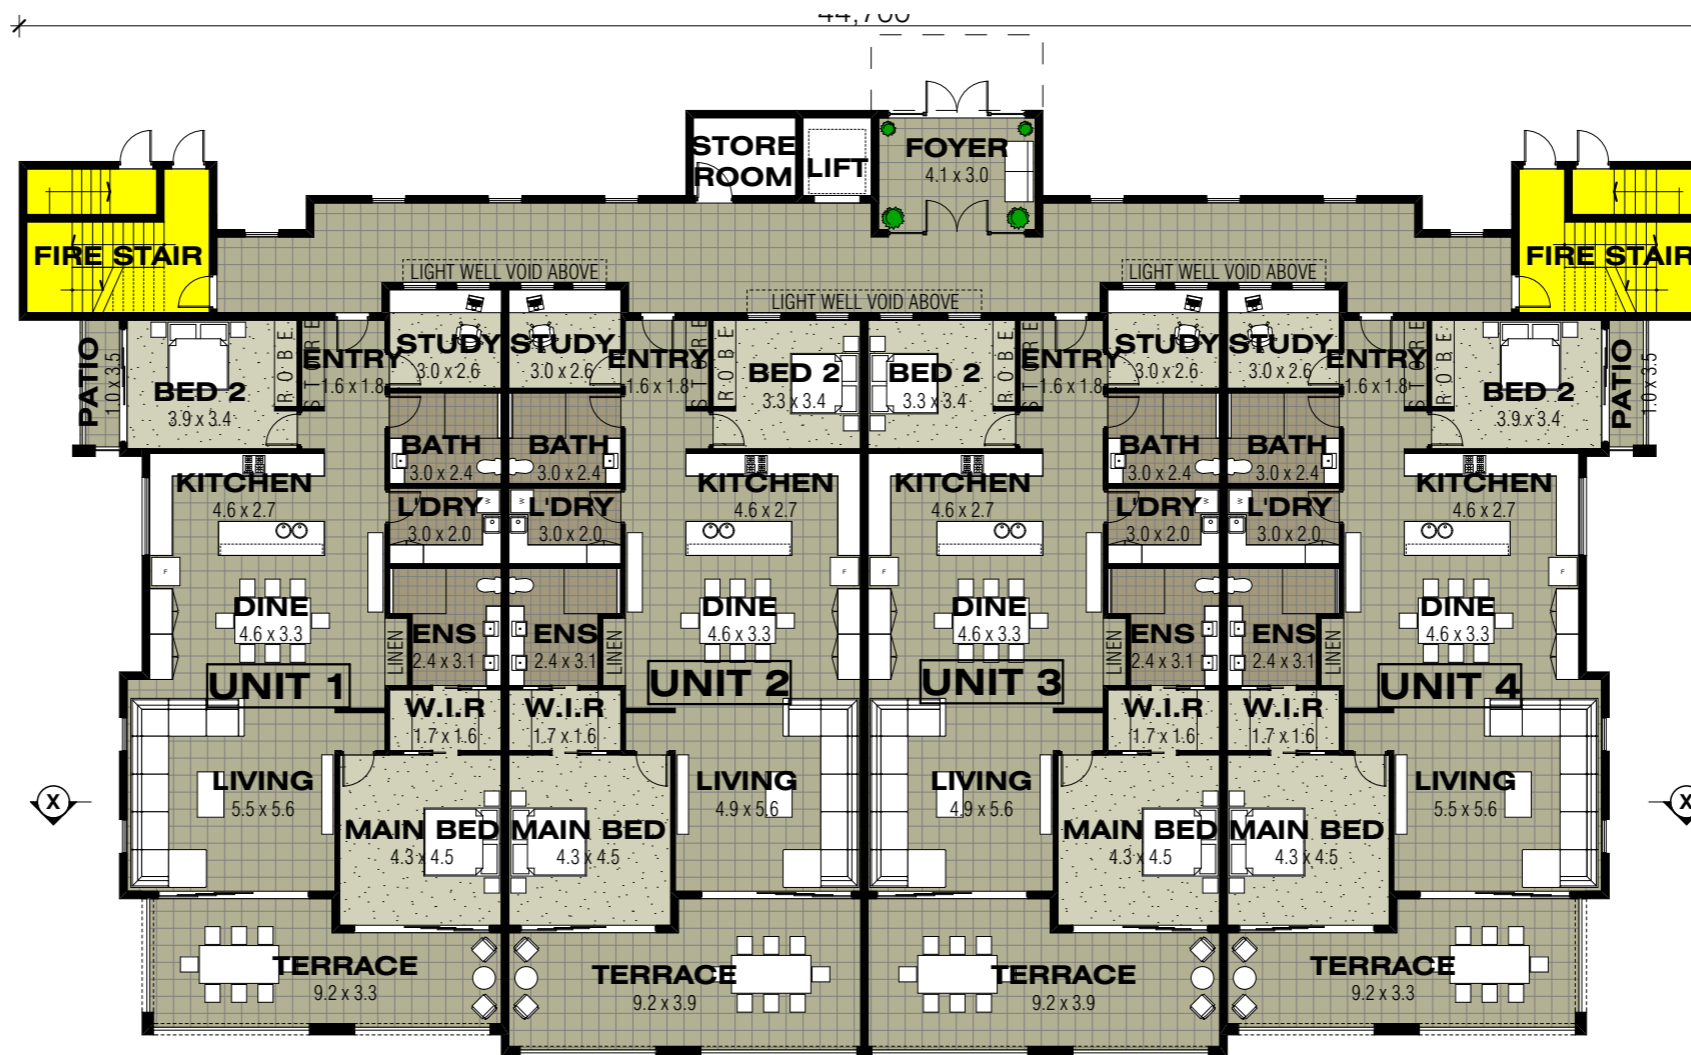 44,700
STORE
ROOM
LIFT
FOYER
4.1 x 3.0
FIRE STAIR
FIRE STAIR
LIGHT WELL VOID ABOVE
LIGHT WELL VOID ABOVE
LIGHT WELL VOID ABOVE
PATIO
1.0 x 3.5
BED 2
3.9 x 3.4
ROBE
STORE
ENTRY
1.6 x 1.8
STUDY
3.0 x 2.6
STUDY
3.0 x 2.6
ENTRY
1.6 x 1.8
STORE
ROBE
BED 2
3.3 x 3.4
BED 2
3.3 x 3.4
ROBE
STORE
ENTRY
1.6 x 1.8
STUDY
3.0 x 2.6
STUDY
3.0 x 2.6
ENTRY
1.6 x 1.8
STORE
ROBE
BED 2
3.9 x 3.4
PATIO
1.0 x 3.5
BATH
3.0 x 2.4
BATH
3.0 x 2.4
BATH
3.0 x 2.4
BATH
3.0 x 2.4
KITCHEN
4.6 x 2.7
L'DRY
3.0 x 2.0
L'DRY
3.0 x 2.0
KITCHEN
4.6 x 2.7
KITCHEN
4.6 x 2.7
L'DRY
3.0 x 2.0
L'DRY
3.0 x 2.0
KITCHEN
4.6 x 2.7
W
W
W
W
F
F
F
F
DINE
4.6 x 3.3
LINEN
ENS
2.4 x 3.1
ENS
2.4 x 3.1
LINEN
DINE
4.6 x 3.3
DINE
4.6 x 3.3
LINEN
ENS
2.4 x 3.1
ENS
2.4 x 3.1
LINEN
DINE
4.6 x 3.3
UNIT 1
UNIT 2
UNIT 3
UNIT 4
W.I.R
1.7 x 1.6
W.I.R
1.7 x 1.6
W.I.R
1.7 x 1.6
W.I.R
1.7 x 1.6
X
LIVING
5.5 x 5.6
LIVING
4.9 x 5.6
LIVING
4.9 x 5.6
LIVING
5.5 x 5.6
X
MAIN BED
4.3 x 4.5
MAIN BED
4.3 x 4.5
MAIN BED
4.3 x 4.5
MAIN BED
4.3 x 4.5
TERRACE
9.2 x 3.3
TERRACE
9.2 x 3.9
TERRACE
9.2 x 3.9
TERRACE
9.2 x 3.3